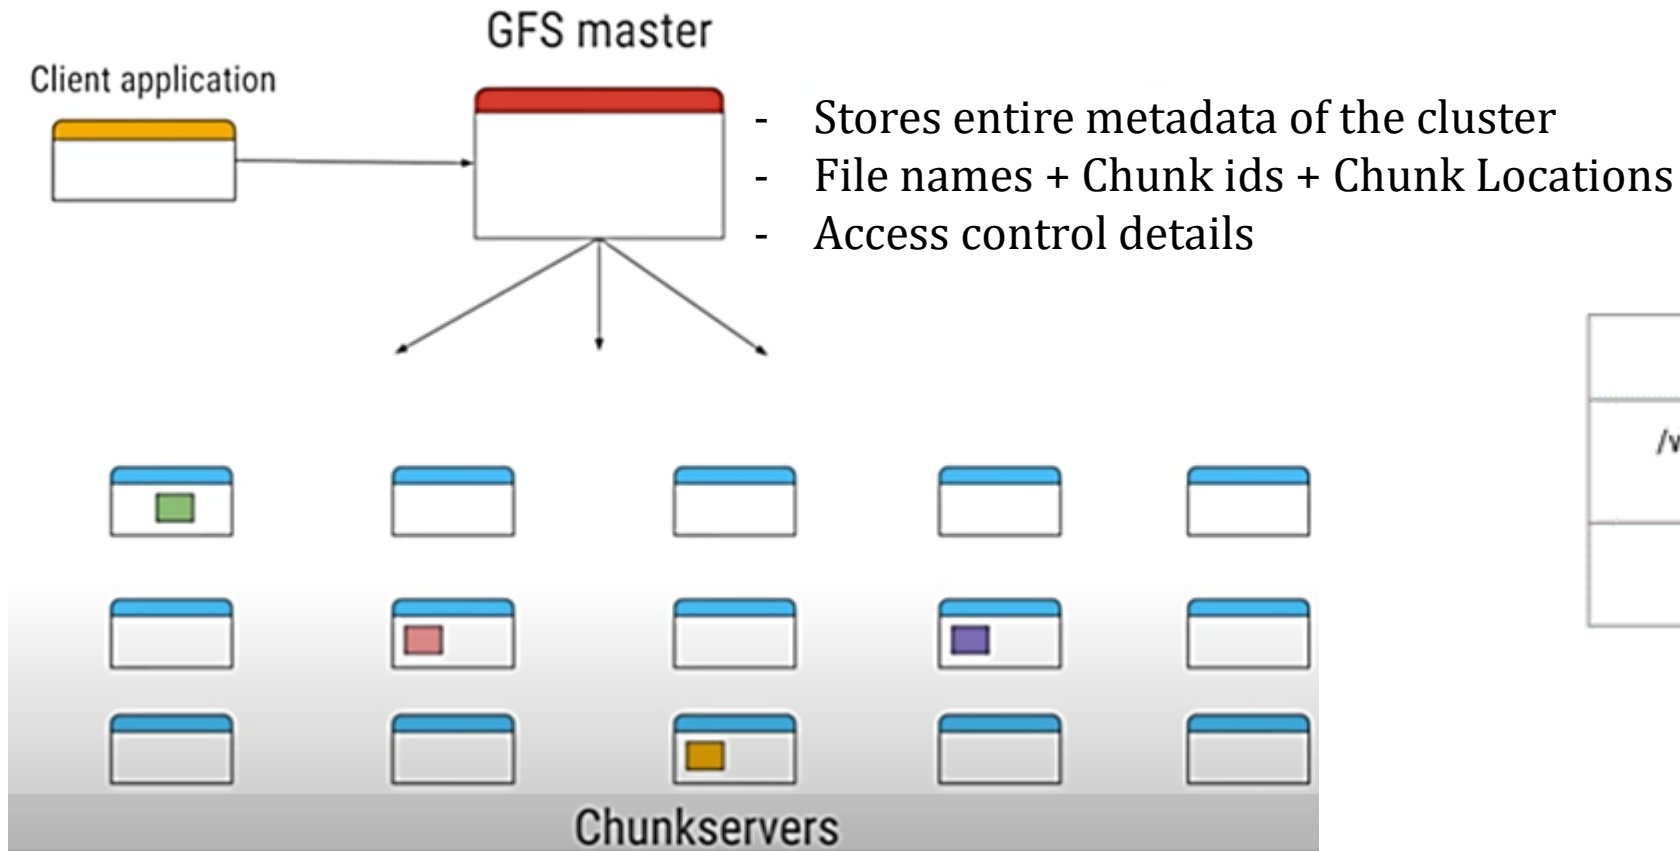 GFS master
Client application
- Stores entire metadata of the cluster
- File names + Chunk ids + Chunk Locations
- Access control details
Chunkservers